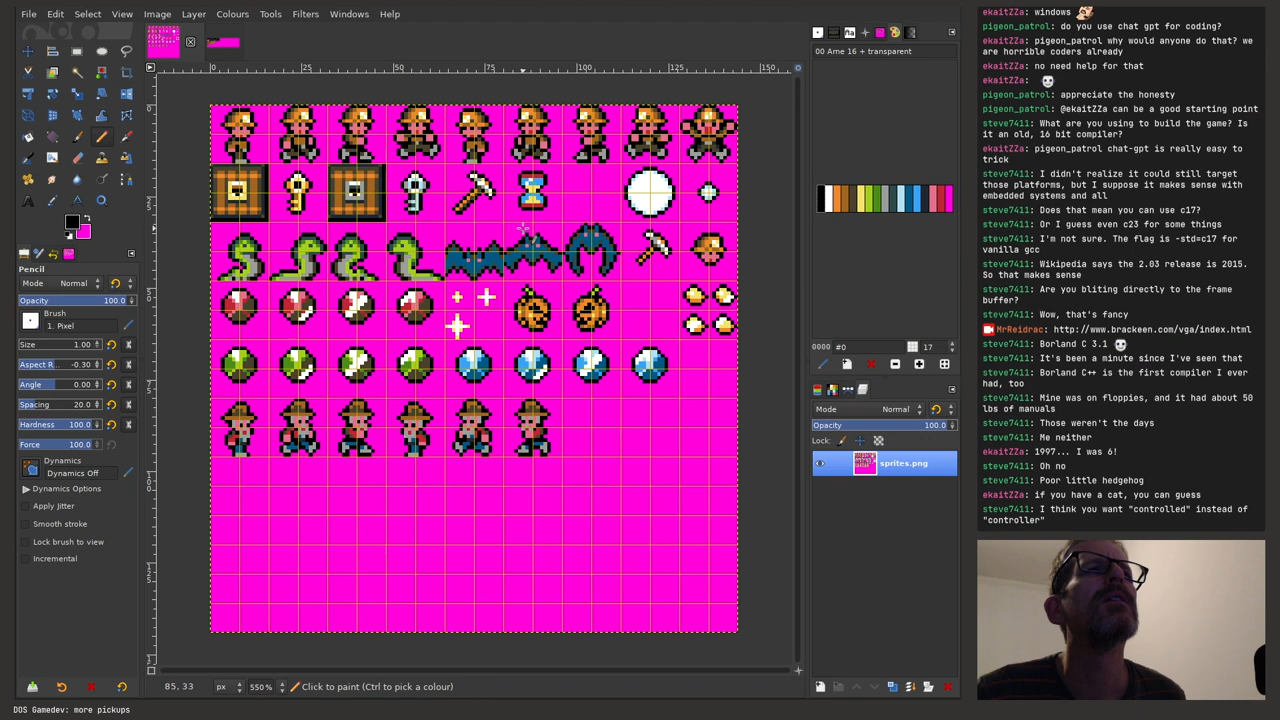 File Edit Select View Image Layer Colours Tools Filters Windows Help
Pencil
Mode Normal
Opacity 100.0
Brush
1. Pixel
Size 1.00
Aspect R... -0.30
Angle 0.00
Spacing 20.0
Hardness 100.0
Force 100.0
Dynamics
Dynamics Off
Dynamics Options
Apply Jitter
Smooth stroke
Lock brush to view
Incremental
0 25 50 75 100 125 150
85, 33 px 550% Click to paint (Ctrl to pick a colour)
00 Ame 16 + transparent
0000 #0 17
Mode Normal
Opacity 100.0
Lock:
sprites.png
ekaitZZa: windows
pigeon_patrol: do you use chat gpt for coding?
ekaitZZa: pigeon_patrol why would anyone do that? we
are horrible coders already
ekaitZZa: no need help for that
ekaitZZa:
pigeon_patrol: appreciate the honesty
pigeon_patrol: @ekaitZZa can be a good starting point
steve7411: What are you using to build the game? Is
it an old, 16 bit compiler?
pigeon_patrol: chat-gpt is really easy to
trick
steve7411: I didn't realize it could still target
those platforms, but I suppose it makes sense with
embedded systems and all
steve7411: Does that mean you can use c17?
steve7411: Or I guess even c23 for some things
steve7411: I'm not sure. The flag is -std=c17 for
vanilla gcc
steve7411: Wikipedia says the 2.03 release is 2015.
So that makes sense
steve7411: Are you bliting directly to the frame
buffer?
steve7411: Wow, that's fancy
MrReidrac: http://www.brackeen.com/vga/index.html
steve7411: Borland C 3.1
steve7411: It's been a minute since I've seen that
steve7411: Borland C++ is the first compiler I ever
had, too
steve7411: Mine was on floppies, and it had about 50
lbs of manuals
steve7411: Those weren't the days
steve7411: Me neither
ekaitZZa: 1997... I was 6!
steve7411: Oh no
steve7411: Poor little hedgehog
ekaitZZa: if you have a cat, you can guess
steve7411: I think you want "controlled" instead of
"controller"
DOS Gamedev: more pickups